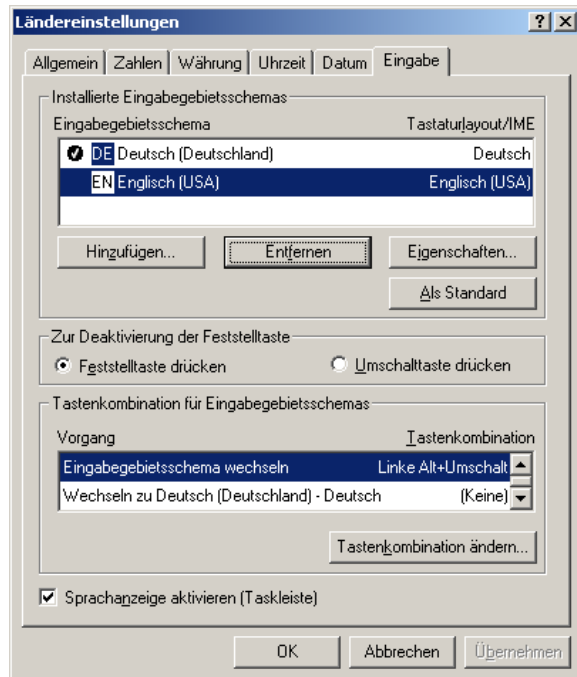 Ländereinstellungen
Allgemein Zahlen Währung Uhrzeit Datum Eingabe
Installierte Eingabegebietsschemas
Eingabegebietsschema Tastaturlayout/IME
DE Deutsch (Deutschland) Deutsch
EN Englisch (USA) Englisch (USA)
Hinzufügen... Entfernen Eigenschaften...
Als Standard
Zur Deaktivierung der Feststelltaste
Feststelltaste drücken Umschalttaste drücken
Tastenkombination für Eingabegebietsschemas
Vorgang Tastenkombination
Eingabegebietsschema wechseln Linke Alt+Umschalt
Wechseln zu Deutsch (Deutschland) - Deutsch (Keine)
Tastenkombination ändern...
Sprachanzeige aktivieren (Taskleiste)
OK Abbrechen Übernehmen